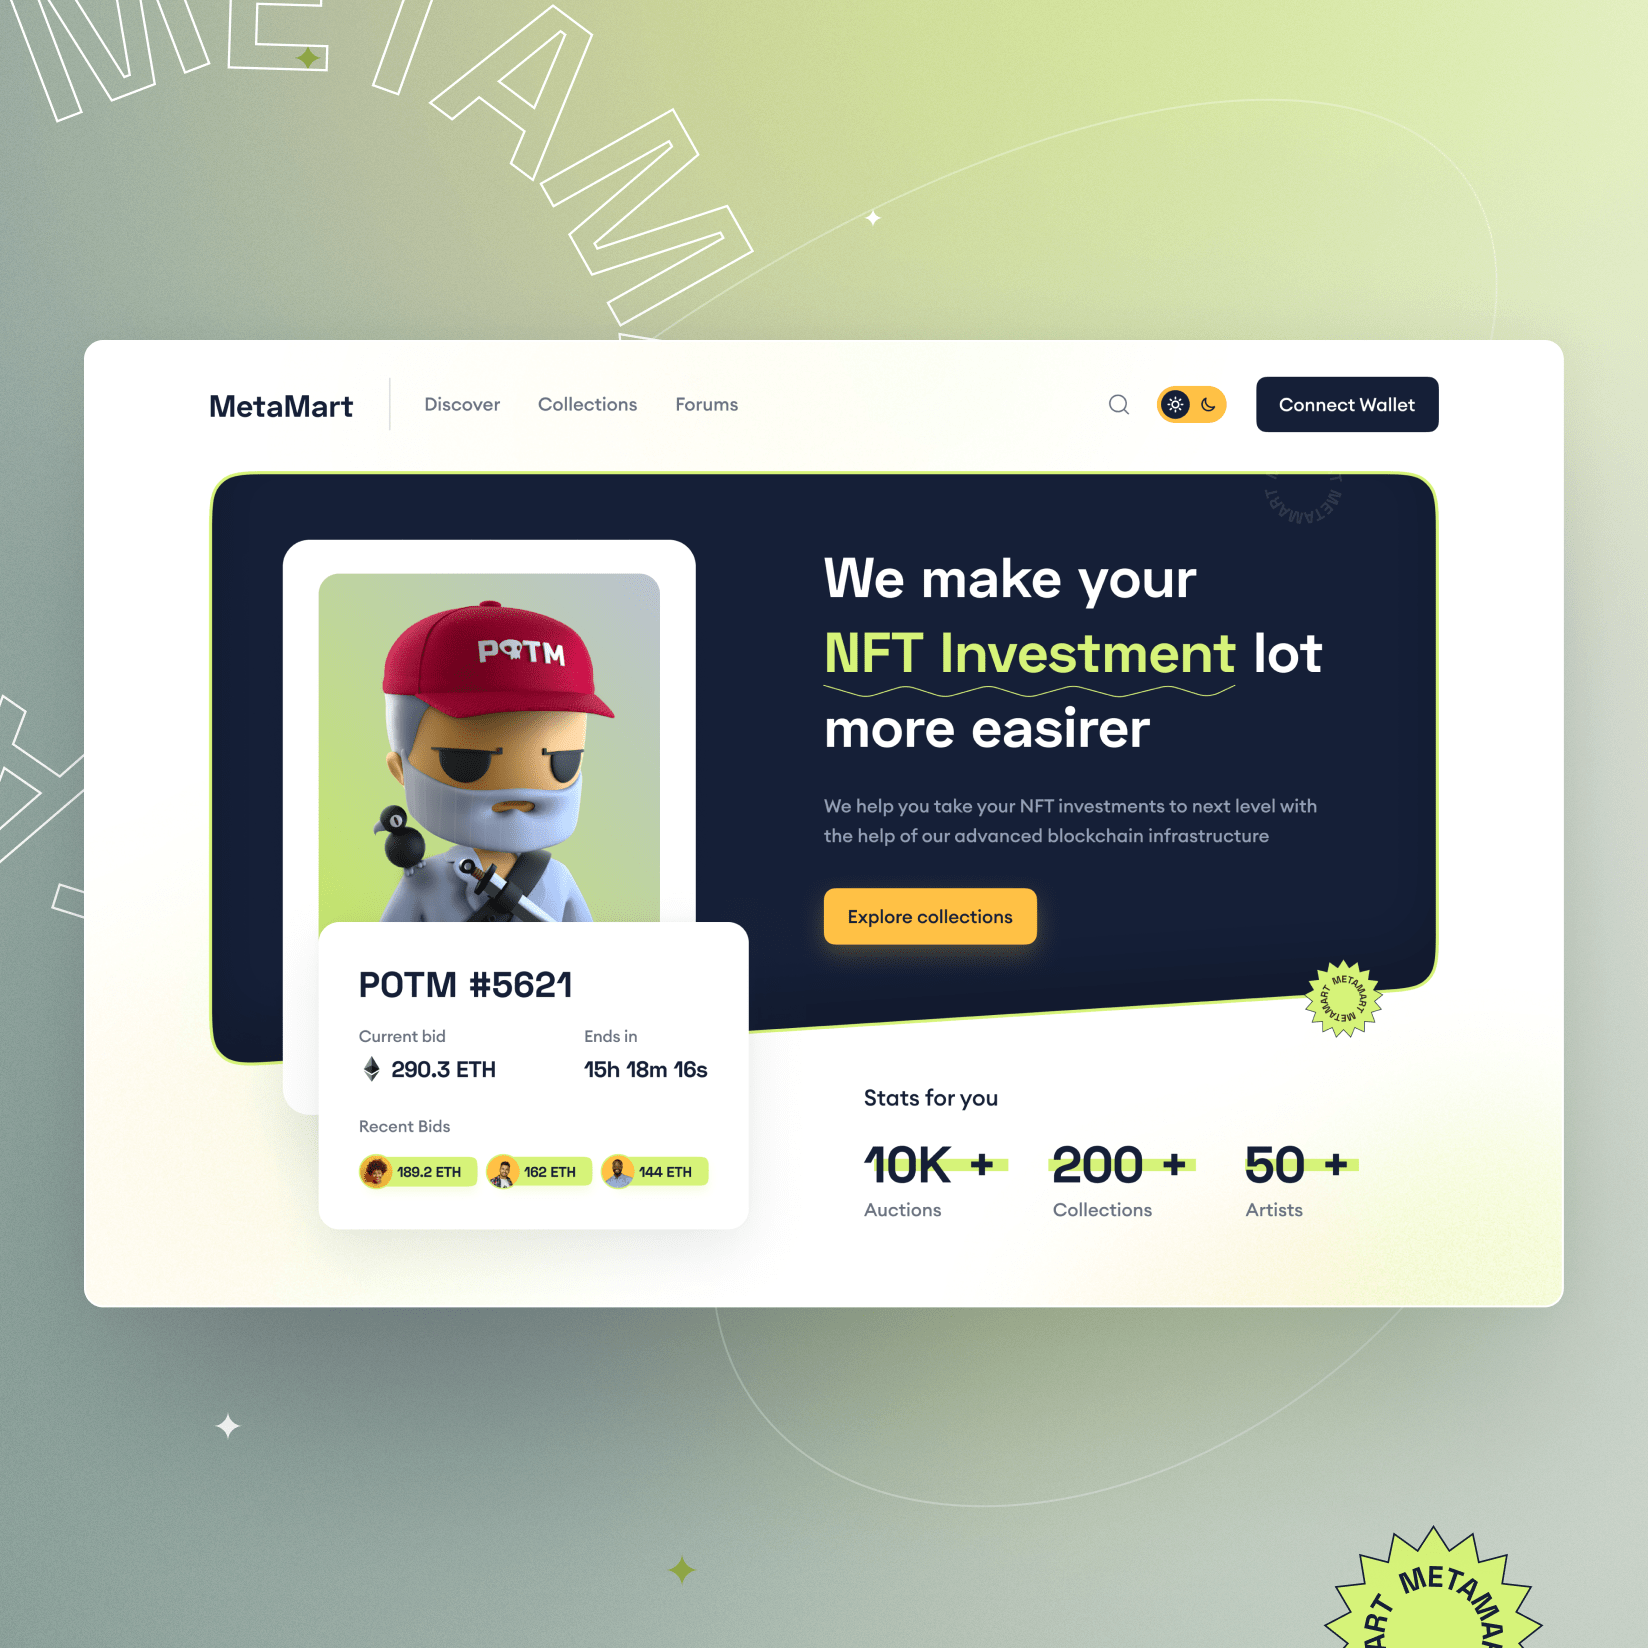 METAM
MetaMart
Discover Collections Forums
Connect Wallet
METAMART
POTM
We make your
NFT Investment lot
more easirer
We help you take your NFT investments to next level with
the help of our advanced blockchain infrastructure
Explore collections
METAMART METAMART
POTM #5621
Current bid Ends in
290.3 ETH 15h 18m 16s
Recent Bids
189.2 ETH 162 ETH 144 ETH
Stats for you
10K + 200 + 50 +
Auctions Collections Artists
ART METAMA